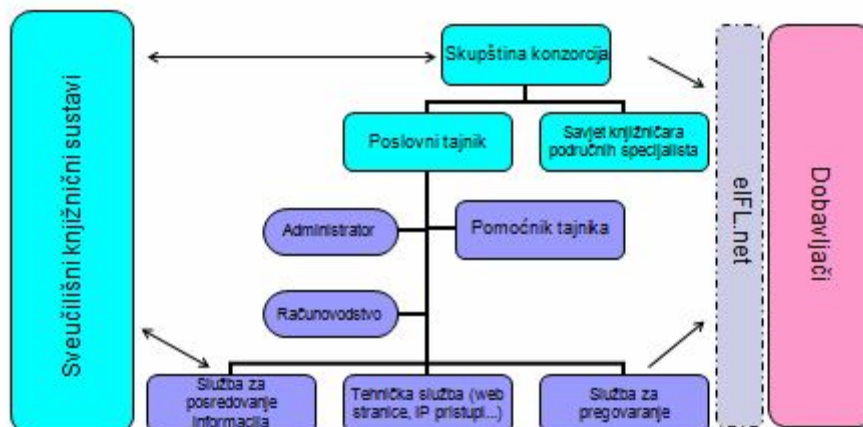 Sveučilišni knjižnični sustavi
Skupština konzorcija
Poslovni tajnik
Savjet knjižničara
područnih specijalista
Administrator
Pomoćnik tajnika
Računovodstvo
Služba za
posredovanje
informacija
Tehnička služba (web
stranice, IP pristupi...)
Služba za
pregovaranje
eIFL.net
Dobavljači